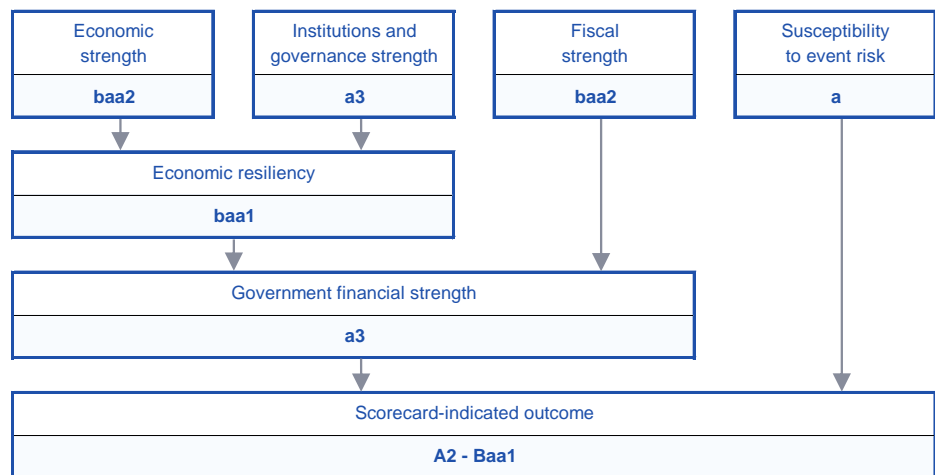 Economic
strength
baa2
Institutions and
governance strength
a3
Fiscal
strength
baa2
Susceptibility
to event risk
a
Economic resiliency
baa1
Government financial strength
a3
Scorecard-indicated outcome
A2 - Baa1